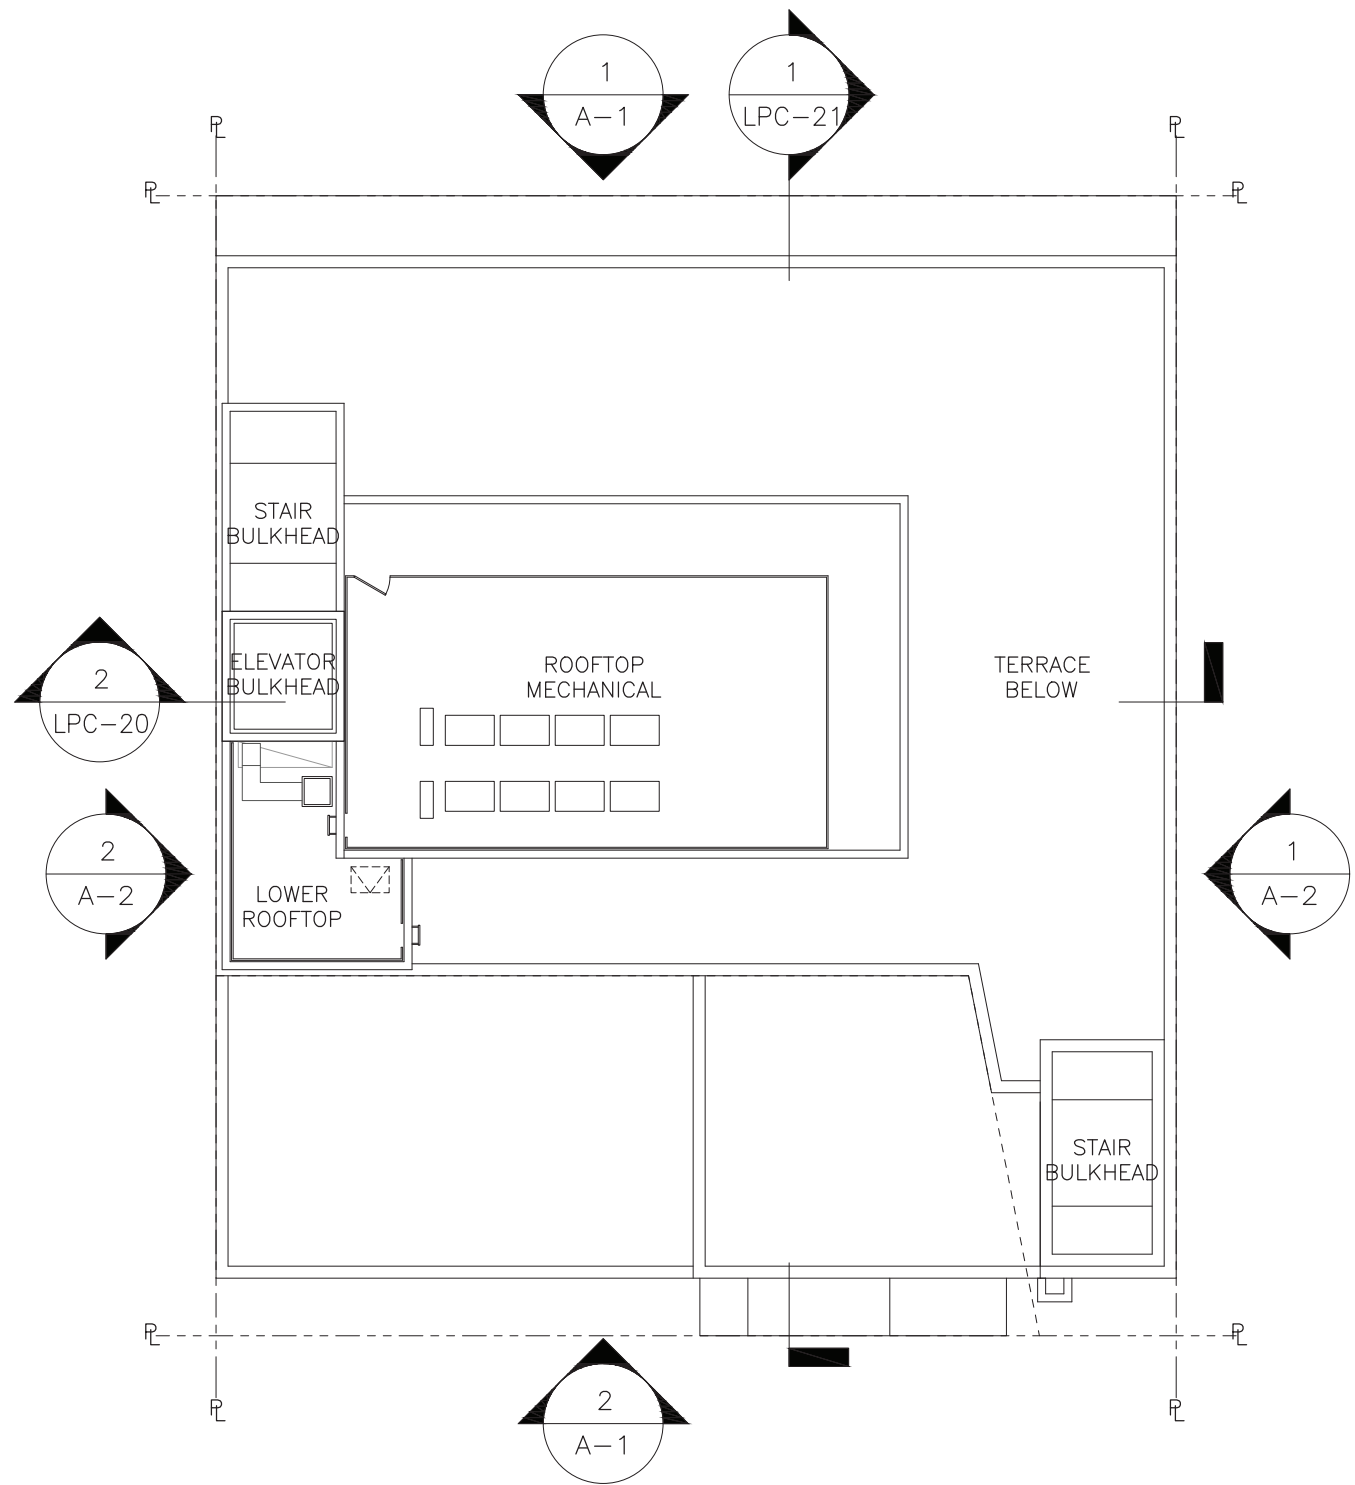 1
A-1
1
LPC-21
PL
PL
PL
PL
STAIR
BULKHEAD
ELEVATOR
BULKHEAD
ROOFTOP
MECHANICAL
TERRACE
BELOW
2
LPC-20
2
A-2
1
A-2
LOWER
ROOFTOP
STAIR
BULKHEAD
PL
PL
2
A-1
PL
PL